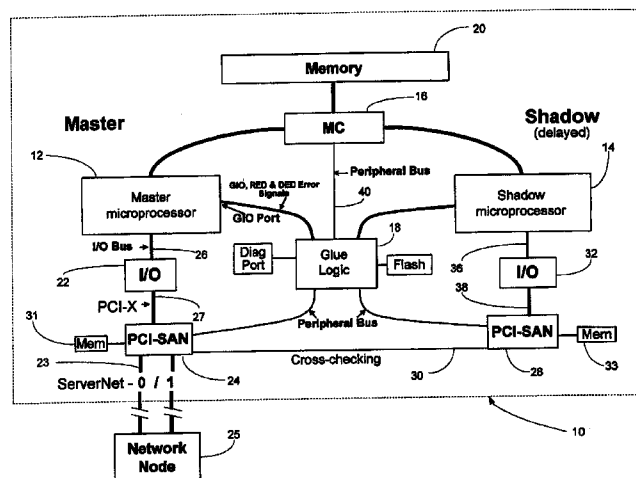 20
Memory
16
Master
MC
Shadow
(delayed)
12
14
Peripheral Bus
GIO, RED & DED Error
Signals
40
Master
microprocessor
GIO Port
Shadow
microprocessor
18
I/O Bus
26
Diag
Port
Glue
Logic
Flash
36
32
22
I/O
I/O
PCI-X
27
38
31
Peripheral Bus
Mem
PCI-SAN
PCI-SAN
Mem
23
Cross-checking
24
30
28
33
ServerNet - 0 / 1
10
Network
Node
25